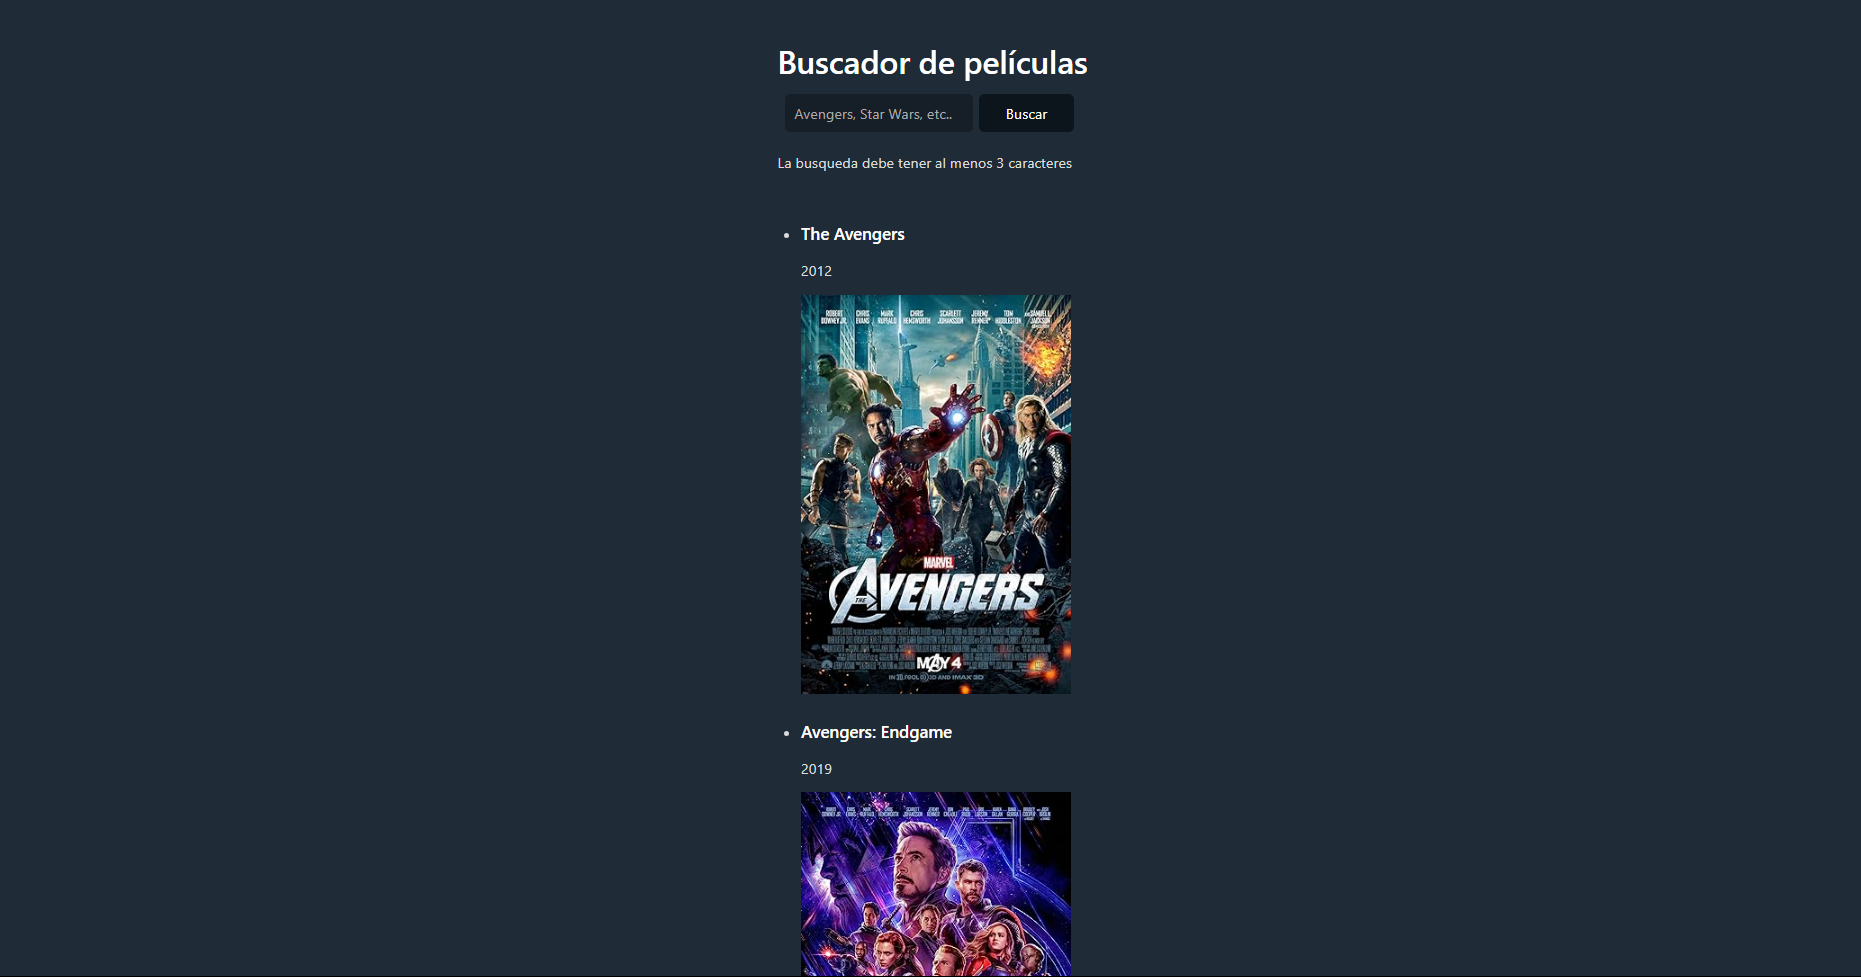 Buscador de películas
Avengers, Star Wars, etc..
Buscar
La busqueda debe tener al menos 3 caracteres
The Avengers
2012
ROBERT DOWNEY JR. CHRIS EVANS MARK RUFFALO CHRIS HEMSWORTH SCARLETT JOHANSSON JEREMY RENNER TOM HIDDLESTON AND SAMUEL L. JACKSON
MARVEL
THE AVENGERS
MAY 4
IN REAL D 3D AND IMAX 3D
Avengers: Endgame
2019